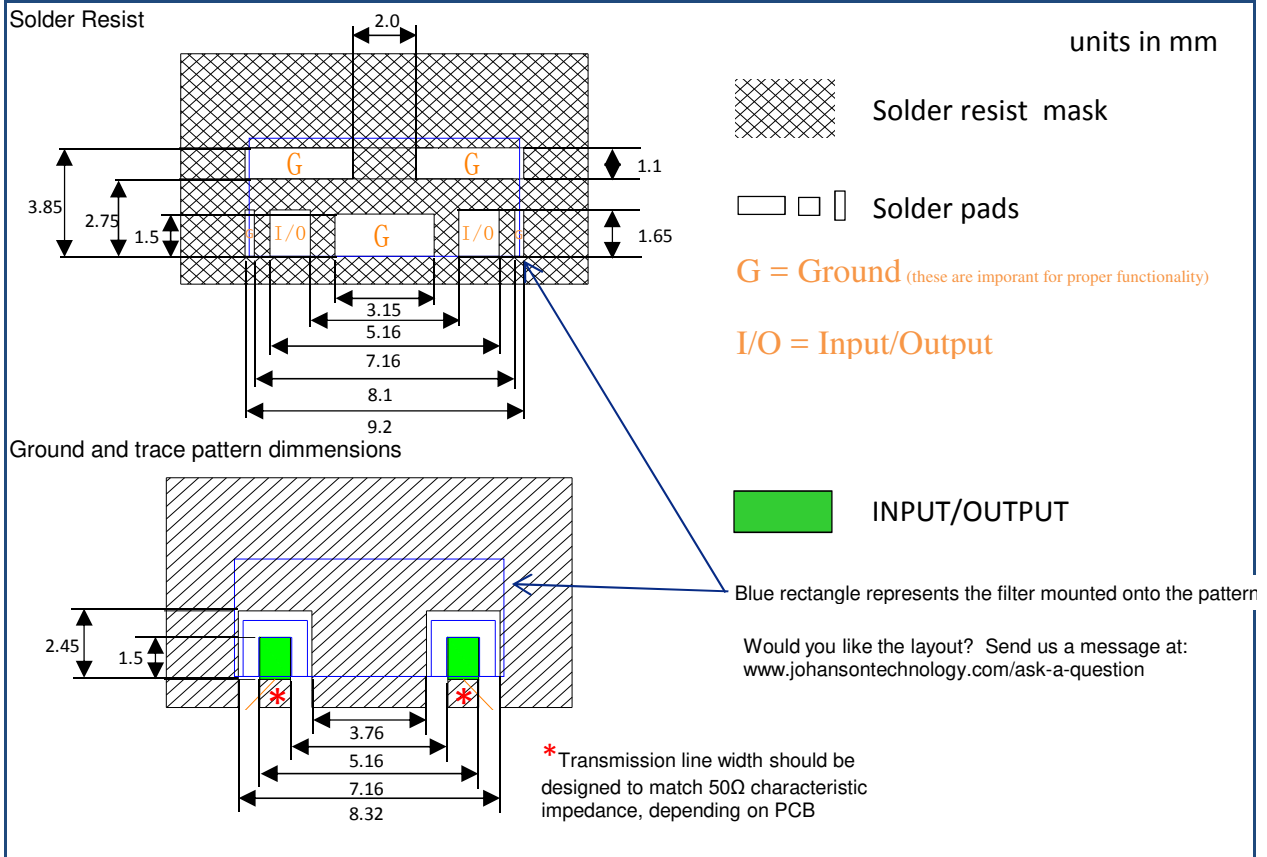 Solder Resist
2.0
units in mm
Solder resist mask
G
G
1.1
3.85
2.75
1.5
G
I/O
G
I/O
G
1.65
Solder pads
G = Ground (these are imporant for proper functionality)
3.15
5.16
7.16
8.1
9.2
I/O = Input/Output
Ground and trace pattern dimmensions
INPUT/OUTPUT
Blue rectangle represents the filter mounted onto the pattern
2.45
1.5
Would you like the layout? Send us a message at:
www.johansontechnology.com/ask-a-question
*
*
3.76
5.16
7.16
8.32
*Transmission line width should be
designed to match 50Ω characteristic
impedance, depending on PCB